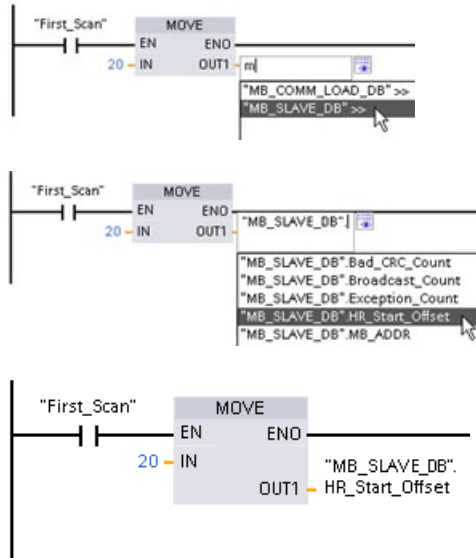 "First_Scan"
MOVE
EN
ENO
20
IN
OUT1
m
"MB_COMM_LOAD_DB" >>
"MB_SLAVE_DB" >>
"First_Scan"
MOVE
EN
ENO
20
IN
OUT1
"MB_SLAVE_DB".
"MB_SLAVE_DB".Bad_CRC_Count
"MB_SLAVE_DB".Broadcast_Count
"MB_SLAVE_DB".Exception_Count
"MB_SLAVE_DB".HR_Start_Offset
"MB_SLAVE_DB".MB_ADDR
"First_Scan"
MOVE
EN
ENO
20
IN
"MB_SLAVE_DB".
OUT1
HR_Start_Offset